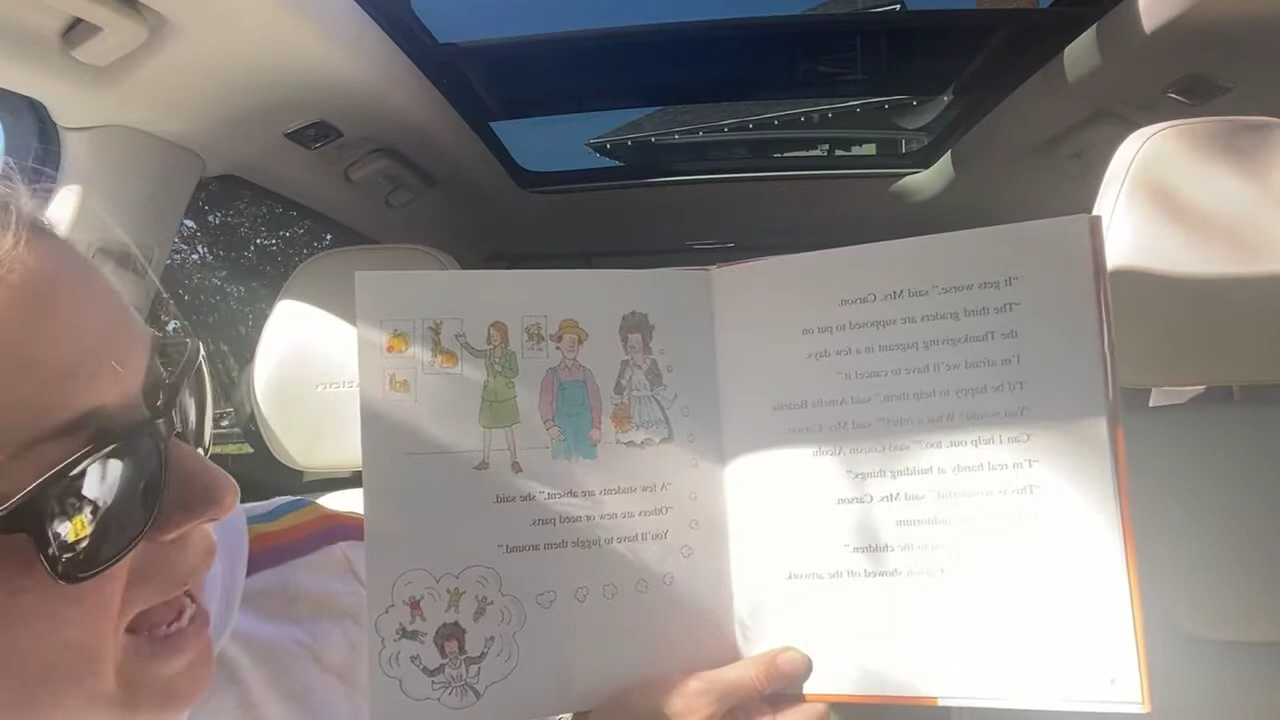 "It gets worse," said Mrs. Carson.
"The third graders are supposed to put on
the Thanksgiving pageant in a few days.
I'm afraid we'll have to cancel it."
"I'd be happy to help them," said Amelia Bedelia.
"You would? What a relief!" said Mrs. Carson.
"Can I help out, too?" said Cousin Alcolu.
"I'm real handy at building things."
"This is wonderful," said Mrs. Carson.
auditorium
to the children."
showed off the artwork.
"A few students are absent," she said.
"Others are new or need parts.
You'll have to juggle them around."